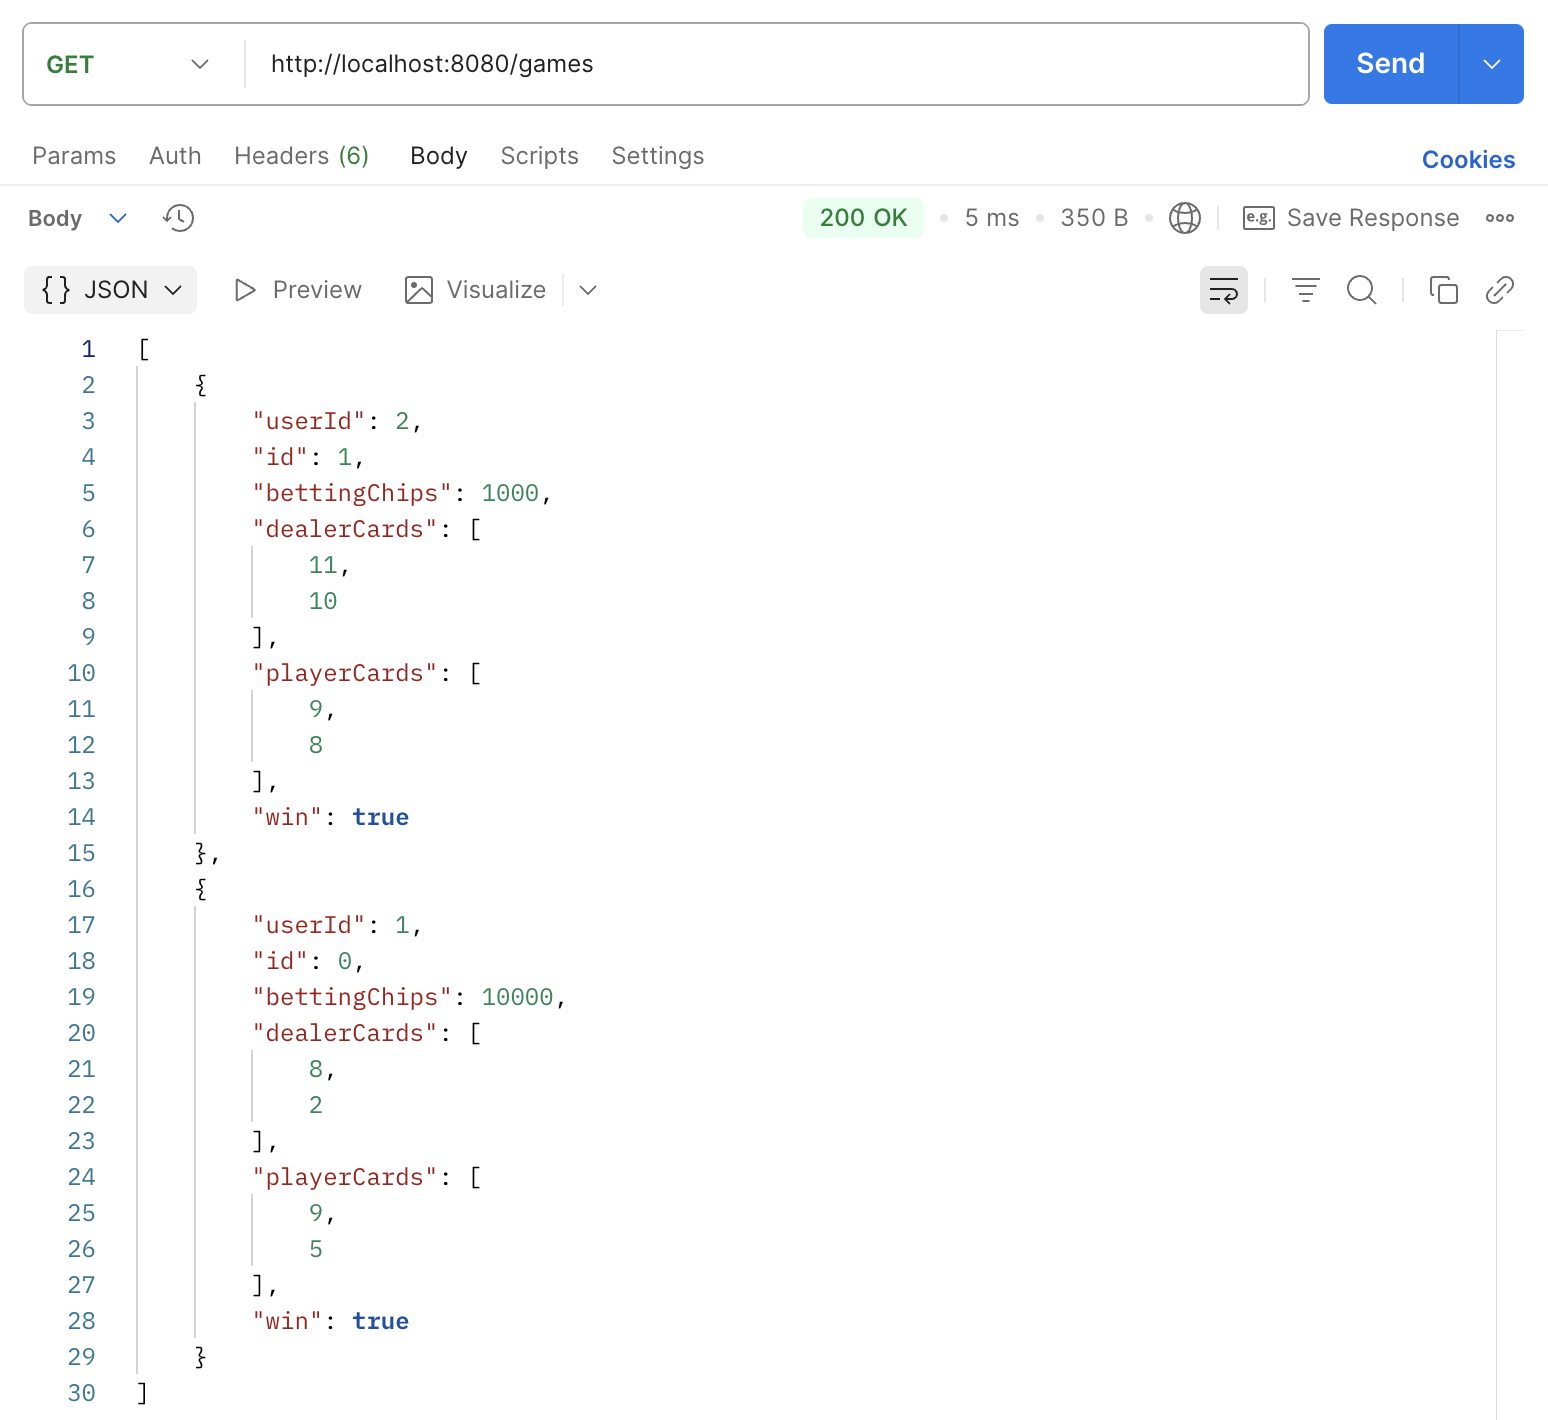 GET http://localhost:8080/games Send
Params Auth Headers (6) Body Scripts Settings Cookies
Body 200 OK • 5 ms • 350 B • e.g. Save Response
{} JSON Preview Visualize
1 [
2 {
3 "userId": 2,
4 "id": 1,
5 "bettingChips": 1000,
6 "dealerCards": [
7 11,
8 10
9 ],
10 "playerCards": [
11 9,
12 8
13 ],
14 "win": true
15 },
16 {
17 "userId": 1,
18 "id": 0,
19 "bettingChips": 10000,
20 "dealerCards": [
21 8,
22 2
23 ],
24 "playerCards": [
25 9,
26 5
27 ],
28 "win": true
29 }
30 ]